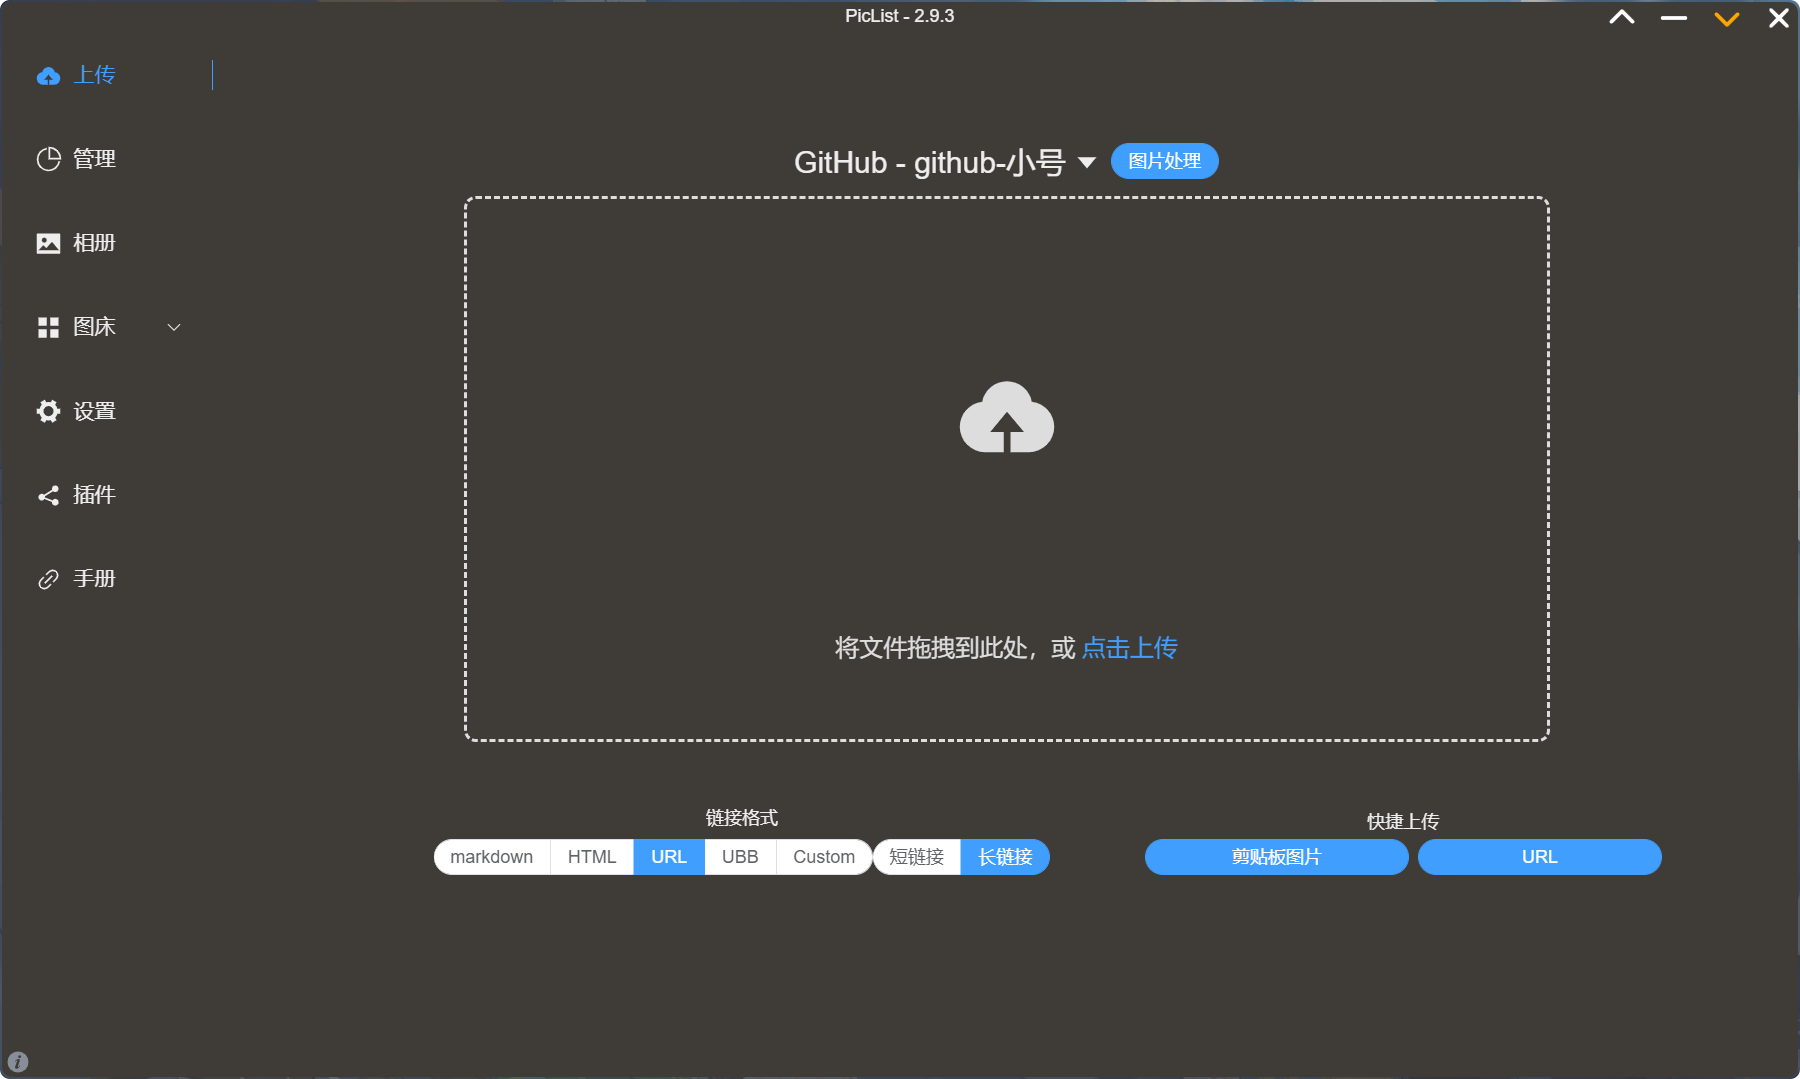 PicList - 2.9.3
上传
管理
相册
图床
设置
插件
手册
GitHub - github-小号
图片处理
将文件拖拽到此处，或 点击上传
链接格式
markdown HTML URL UBB Custom 短链接 长链接
快捷上传
剪贴板图片 URL